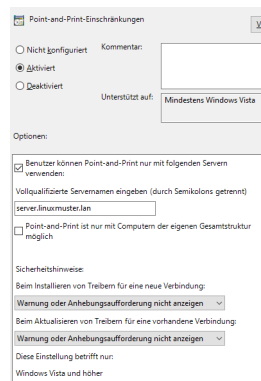 Point-and-Print-Einschränkungen
Nicht konfiguriert
Kommentar:
Aktiviert
Deaktiviert
Unterstützt auf:
Mindestens Windows Vista
Optionen:
Benutzer können Point-and-Print nur mit folgenden Servern
verwenden:
Vollqualifizierte Servernamen eingeben (durch Semikolons getrennt)
server.linuxmuster.lan
Point-and-Print ist nur mit Computern der eigenen Gesamtstruktur
möglich
Sicherheitshinweise:
Beim Installieren von Treibern für eine neue Verbindung:
Warnung oder Anhebungsaufforderung nicht anzeigen
Beim Aktualisieren von Treibern für eine vorhandene Verbindung:
Warnung oder Anhebungsaufforderung nicht anzeigen
Diese Einstellung betrifft nur:
Windows Vista und höher